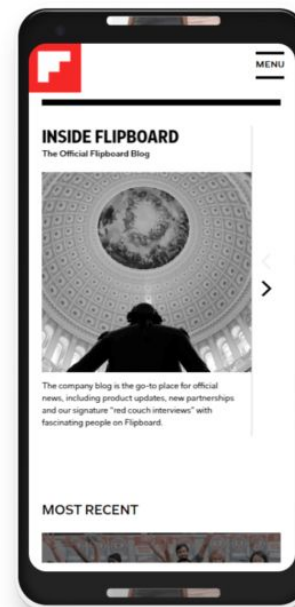 MENU
INSIDE FLIPBOARD
The Official Flipboard Blog
The company blog is the go-to place for official
news, including product updates, new partnerships
and our signature “red couch interviews” with
fascinating people on Flipboard.
MOST RECENT